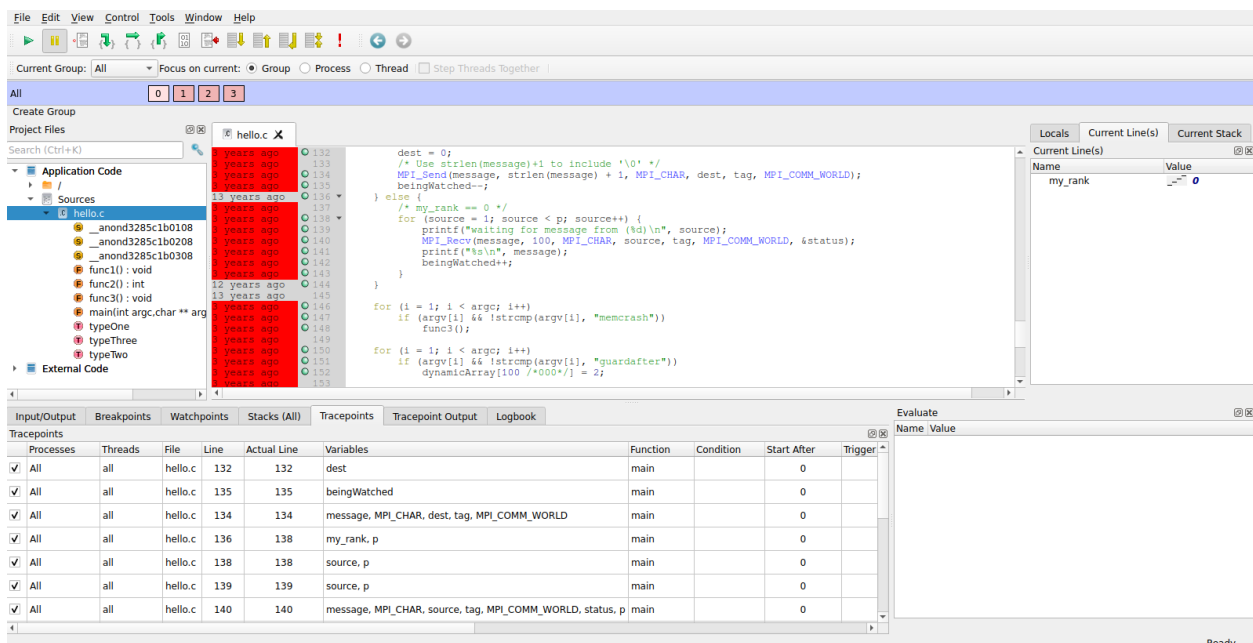 File Edit View Control Tools Window Help
Current Group: All Focus on current: Group Process Thread Step Threads Together
All 0 1 2 3
Create Group
Project Files
Search (Ctrl+K)
Application Code
/
Sources
hello.c
__anond3285c1b0108
__anond3285c1b0208
__anond3285c1b0308
func1() : void
func2() : int
func3() : void
main(int argc,char ** arg
typeOne
typeThree
typeTwo
External Code
hello.c
3 years ago 132 dest = 0;
3 years ago 133 /* Use strlen(message)+1 to include '\0' */
3 years ago 134 MPI_Send(message, strlen(message) + 1, MPI_CHAR, dest, tag, MPI_COMM_WORLD);
3 years ago 135 beingWatched--;
13 years ago 136 } else {
3 years ago 137 /* my_rank == 0 */
3 years ago 138 for (source = 1; source < p; source++) {
3 years ago 139 printf("waiting for message from (%d)\n", source);
3 years ago 140 MPI_Recv(message, 100, MPI_CHAR, source, tag, MPI_COMM_WORLD, &status);
3 years ago 141 printf("%s\n", message);
3 years ago 142 beingWatched++;
3 years ago 143 }
12 years ago 144 }
13 years ago 145
3 years ago 146 for (i = 1; i < argc; i++)
3 years ago 147 if (argv[i] && !strcmp(argv[i], "memcrash"))
3 years ago 148 func3();
3 years ago 149
3 years ago 150 for (i = 1; i < argc; i++)
3 years ago 151 if (argv[i] && !strcmp(argv[i], "guardafter"))
3 years ago 152 dynamicArray[100 /*000*/] = 2;
3 years ago 153
Locals Current Line(s) Current Stack
Current Line(s)
Name Value
my_rank 0
Input/Output Breakpoints Watchpoints Stacks (All) Tracepoints Tracepoint Output Logbook
Tracepoints
Processes Threads File Line Actual Line Variables Function Condition Start After Trigger
All all hello.c 132 132 dest main 0
All all hello.c 135 135 beingWatched main 0
All all hello.c 134 134 message, MPI_CHAR, dest, tag, MPI_COMM_WORLD main 0
All all hello.c 136 138 my_rank, p main 0
All all hello.c 138 138 source, p main 0
All all hello.c 139 139 source, p main 0
All all hello.c 140 140 message, MPI_CHAR, source, tag, MPI_COMM_WORLD, status, p main 0
Evaluate
Name Value
Ready